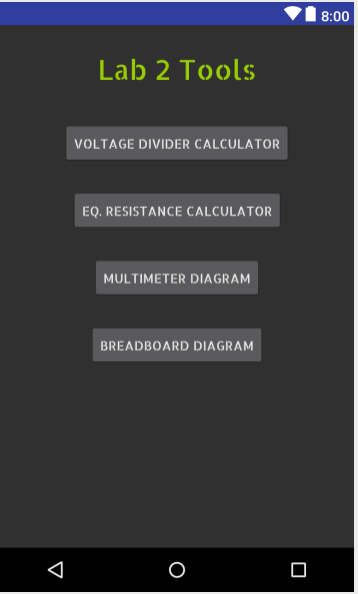 8:00
Lab 2 Tools
VOLTAGE DIVIDER CALCULATOR
EQ. RESISTANCE CALCULATOR
MULTIMETER DIAGRAM
BREADBOARD DIAGRAM